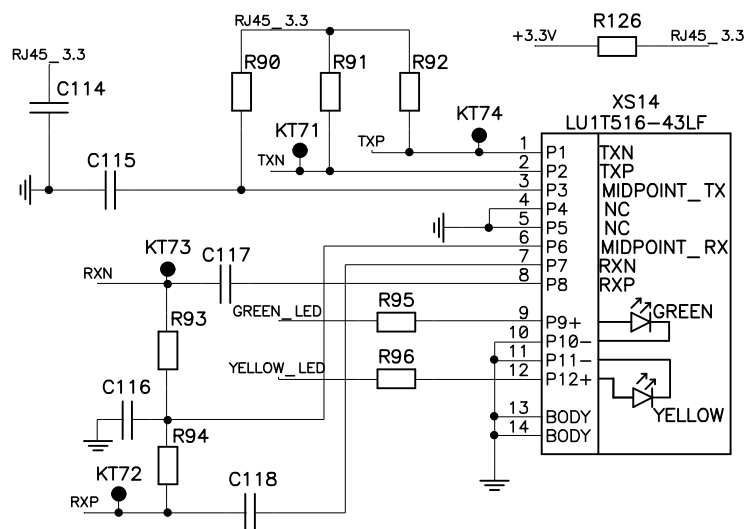 RJ45_3.3
R126
+3.3V
RJ45_3.3
RJ45_3.3
R90
R91
R92
C114
XS14
LU1T516-43LF
KT74
KT71
TXP
C115
TXN
1 P1 TXN
2 P2 TXP
3 P3 MIDPOINT_TX
4 P4 NC
5 P5 NC
6 P6 MIDPOINT_RX
7 P7 RXN
8 P8 RXP
KT73
C117
RXN
GREEN_LED
R95
9 P9+
GREEN
R93
10 P10-
11 P11-
YELLOW_LED
R96
12 P12+
C116
13 BODY
YELLOW
14 BODY
R94
KT72
C118
RXP